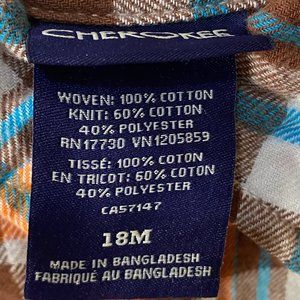 CHEROKEE
WOVEN: 100% COTTON
KNIT: 60% COTTON
40% POLYESTER
RN17730 VN1205859
TISSÉ: 100% COTON
EN TRICOT: 60% COTON
40% POLYESTER
CA57147
18M
MADE IN BANGLADESH
FABRIQUÉ AU BANGLADESH